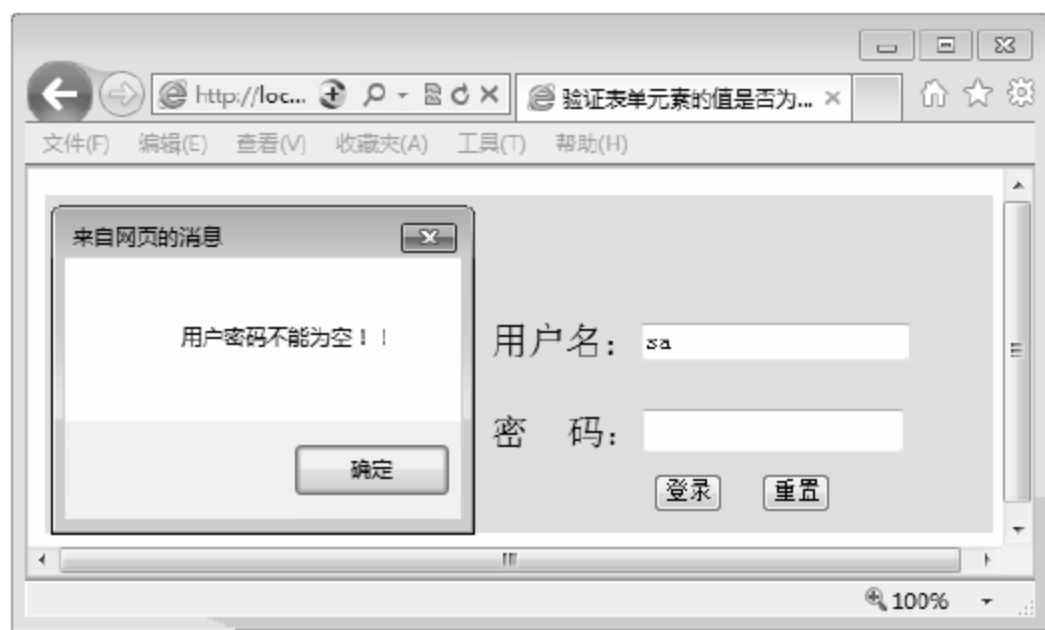 http://loc...
验证表单元素的值是否为...
文件(F) 编辑(E) 查看(V) 收藏夹(A) 工具(T) 帮助(H)
来自网页的消息
用户密码不能为空！！
确定
用户名： sa
密 码：
登录 重置
100%